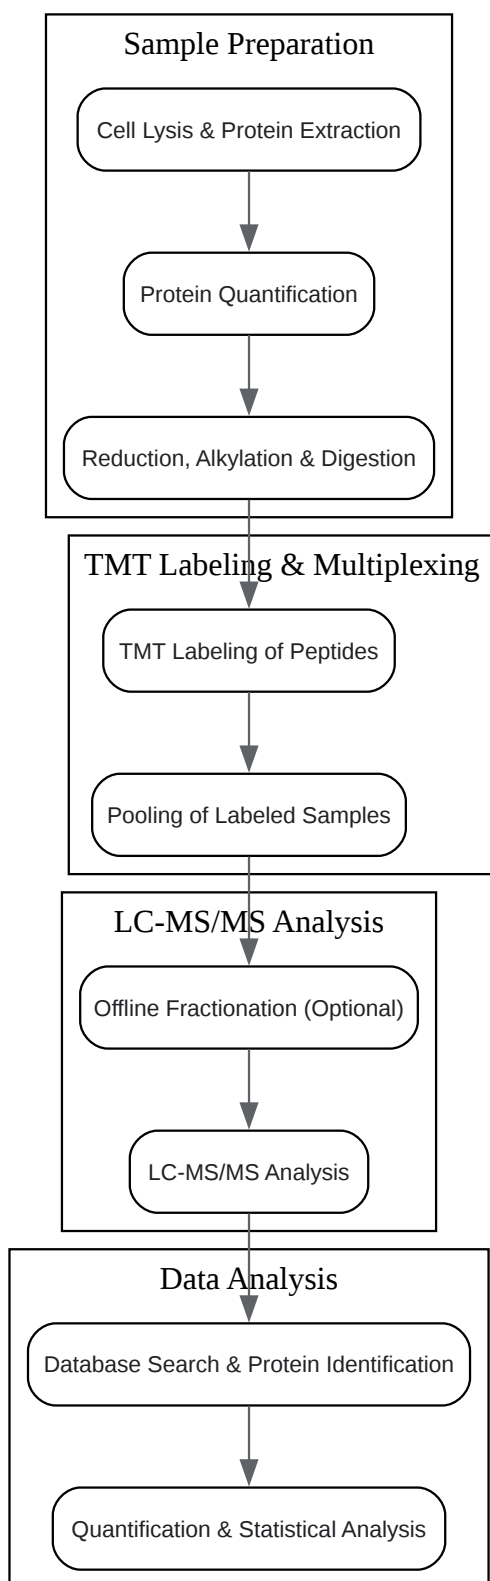 Sample Preparation
Cell Lysis & Protein Extraction
Protein Quantification
Reduction, Alkylation & Digestion
TMT Labeling & Multiplexing
TMT Labeling of Peptides
Pooling of Labeled Samples
LC-MS/MS Analysis
Offline Fractionation (Optional)
LC-MS/MS Analysis
Data Analysis
Database Search & Protein Identification
Quantification & Statistical Analysis